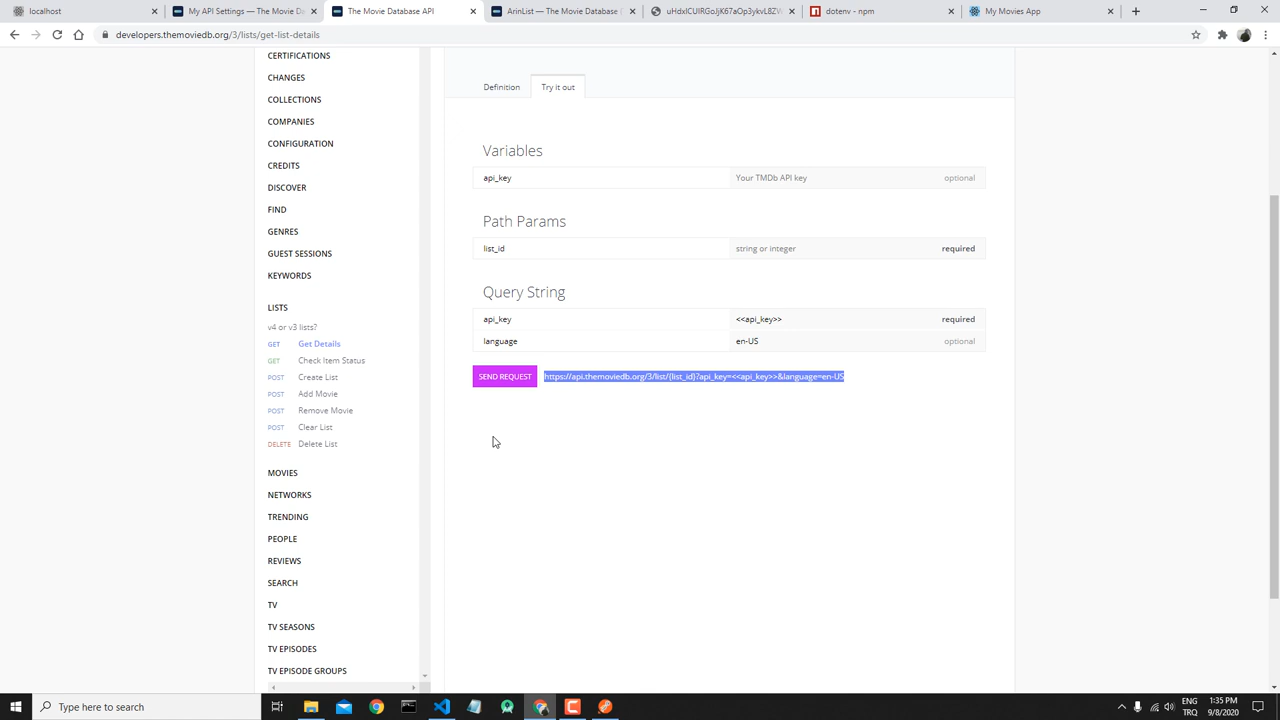 localhost
My API Settings — The Movie De
The Movie Database API
ArinList — The Movie Database (
dotenv - npm
My Movies App
developers.themoviedb.org/3/lists/get-list-details
CERTIFICATIONS
CHANGES
COLLECTIONS
COMPANIES
CONFIGURATION
CREDITS
DISCOVER
FIND
GENRES
GUEST SESSIONS
KEYWORDS
LISTS
v4 or v3 lists?
GET Get Details
GET Check Item Status
POST Create List
POST Add Movie
POST Remove Movie
POST Clear List
DELETE Delete List
MOVIES
NETWORKS
TRENDING
PEOPLE
REVIEWS
SEARCH
TV
TV SEASONS
TV EPISODES
TV EPISODE GROUPS
Definition Try it out
Variables
api_key Your TMDb API key optional
Path Params
list_id string or integer required
Query String
api_key <<api_key>> required
language en-US optional
SEND REQUEST https://api.themoviedb.org/3/list/{list_id}?api_key=<<api_key>>&language=en-US
Type here to search
ENG 1:35 PM
TRQ 9/8/2020